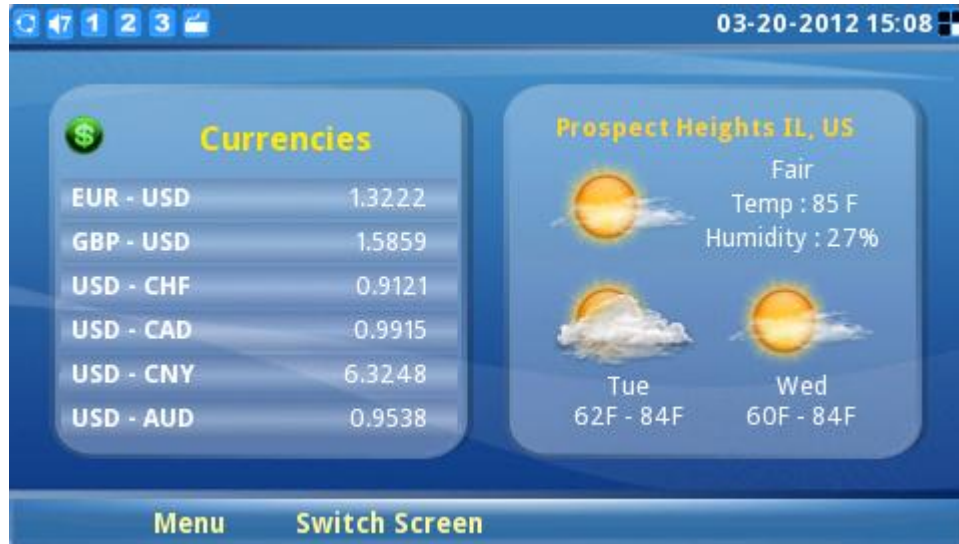 7 1 2 3
03-20-2012 15:08
Currencies
EUR - USD 1.3222
GBP - USD 1.5859
USD - CHF 0.9121
USD - CAD 0.9915
USD - CNY 6.3248
USD - AUD 0.9538
Prospect Heights IL, US
Fair
Temp : 85 F
Humidity : 27%
Tue
62F - 84F
Wed
60F - 84F
Menu Switch Screen